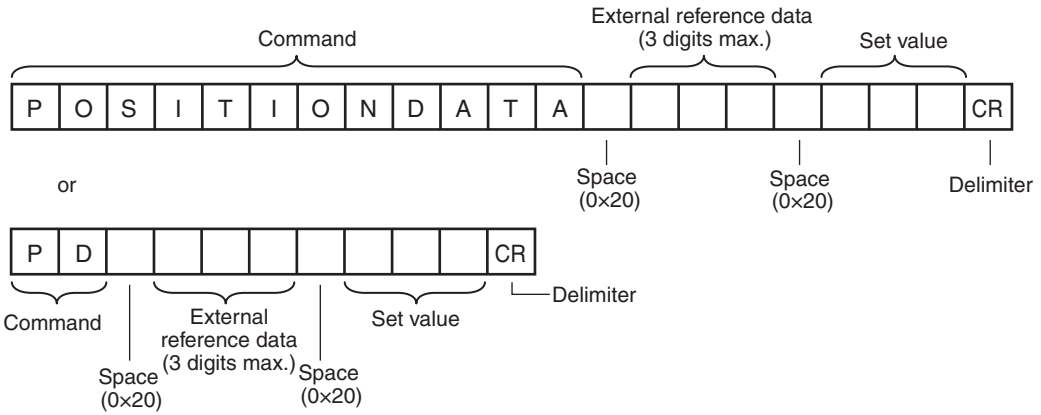 External reference data
(3 digits max.)
Command
Set value
P O S I T I O N D A T A CR
Space
(0×20)
Space
(0×20)
Delimiter
or
P D CR
Delimiter
Command
External
reference data
(3 digits max.)
Set value
Space
(0×20)
Space
(0×20)